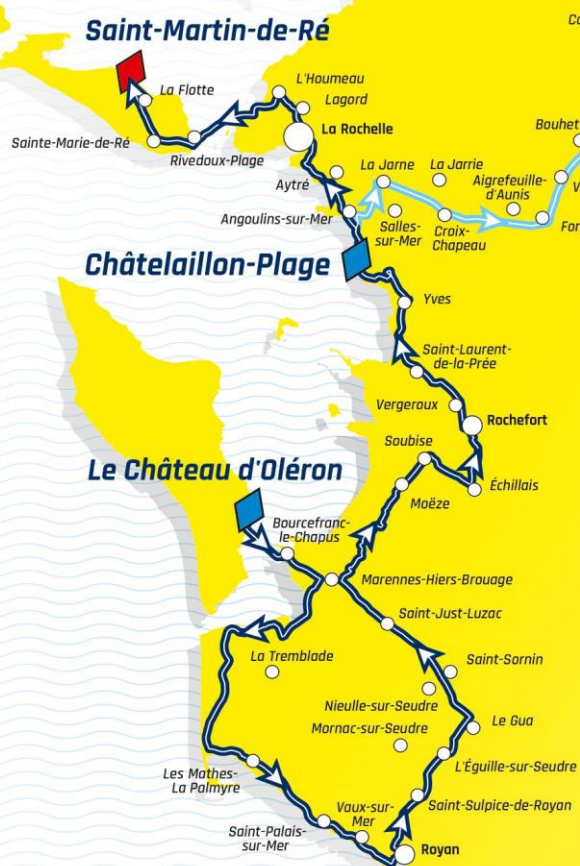 Saint-Martin-de-Ré
Ca
L'Houmeau
La Flotte
Lagord
La Rochelle
Bouhet
Sainte-Marie-de-Ré
Rivedoux-Plage
La Jarne
La Jarrie
Aytré
Aigrefeuille-
d'Aunis
V
Angoulins-sur-Mer
Salles-
sur-Mer
Croix-
Chapeau
For
Châtelaillon-Plage
Yves
Saint-Laurent-
de-la-Prée
Vergeroux
Rochefort
Soubise
Le Château d'Oléron
Échillais
Moëze
Bourcefranc-
le-Chapus
Marennes-Hiers-Brouage
Saint-Just-Luzac
La Tremblade
Saint-Sornin
Nieulle-sur-Seudre
Mornac-sur-Seudre
Le Gua
L'Éguille-sur-Seudre
Les Mathes-
La Palmyre
Vaux-sur-
Mer
Saint-Sulpice-de-Royan
Saint-Palais-
sur-Mer
Royan